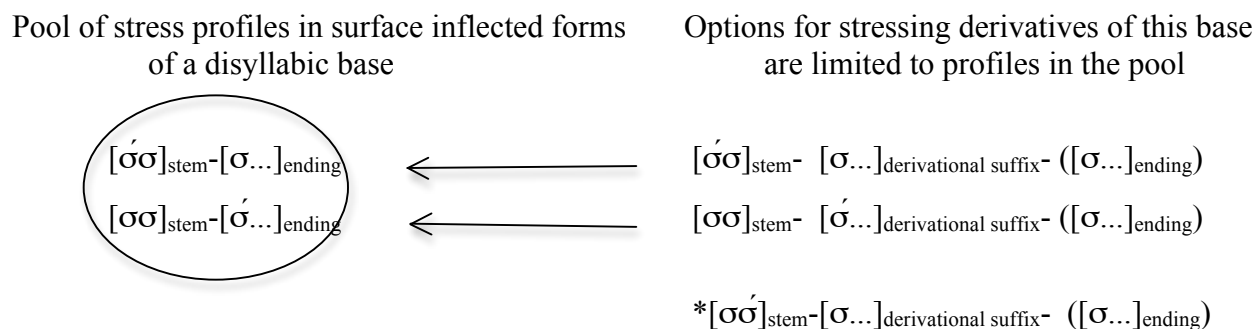 Pool of stress profiles in surface inflected forms
of a disyllabic base
Options for stressing derivatives of this base
are limited to profiles in the pool
[σ́σ]stem-[σ...]ending
[σσ]stem-[σ́...]ending
[σ́σ]stem- [σ...]derivational suffix- ([σ...]ending)
[σσ]stem- [σ́...]derivational suffix- ([σ...]ending)
*[σσ́]stem-[σ...]derivational suffix- ([σ...]ending)